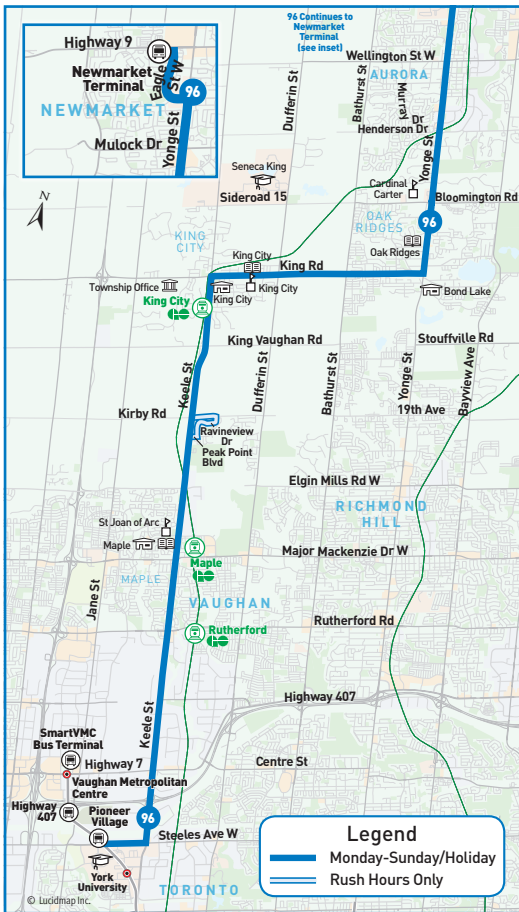 96 Continues to
Newmarket
Terminal
(see inset)
Highway 9
Newmarket
Terminal
Eagle
St W
96
NEWMARKET
Yonge St
Mulock Dr
Wellington St W
AURORA
Dufferin St
Bathurst St
Murray
Dr
Henderson Dr
Yonge St
N
Seneca King
Sideroad 15
Cardinal
Carter
Bloomington Rd
OAK
RIDGES
96
KING
CITY
Oak Ridges
King City
King Rd
Township Office
King City
King City
King City
Bond Lake
King Vaughan Rd
Stouffville Rd
Keele St
Dufferin St
Bathurst St
Yonge St
Bayview Ave
Kirby Rd
19th Ave
Ravineview
Dr
Peak Point
Blvd
Elgin Mills Rd W
RICHMOND
HILL
St Joan of Arc
Maple
Major Mackenzie Dr W
Maple
MAPLE
Jane St
VAUGHAN
Rutherford Rd
Rutherford
Keele St
Highway 407
SmartVMC
Bus Terminal
Highway 7
Centre St
Vaughan Metropolitan
Centre
Highway
407
Pioneer
Village
96
Steeles Ave W
York
University
TORONTO
© Lucidmap Inc.
Legend
Monday-Sunday/Holiday
Rush Hours Only